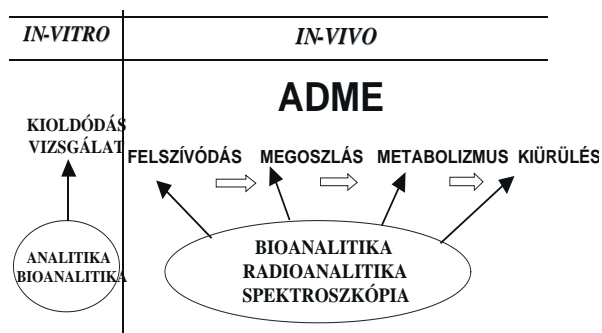 IN-VITRO
IN-VIVO
ADME
KIOLDÓDÁS
VIZSGÁLAT
FELSZÍVÓDÁS MEGOSZLÁS METABOLIZMUS KIÜRÜLÉS
ANALITIKA
BIOANALITIKA
BIOANALITIKA
RADIOANALITIKA
SPEKTROSZKÓPIA